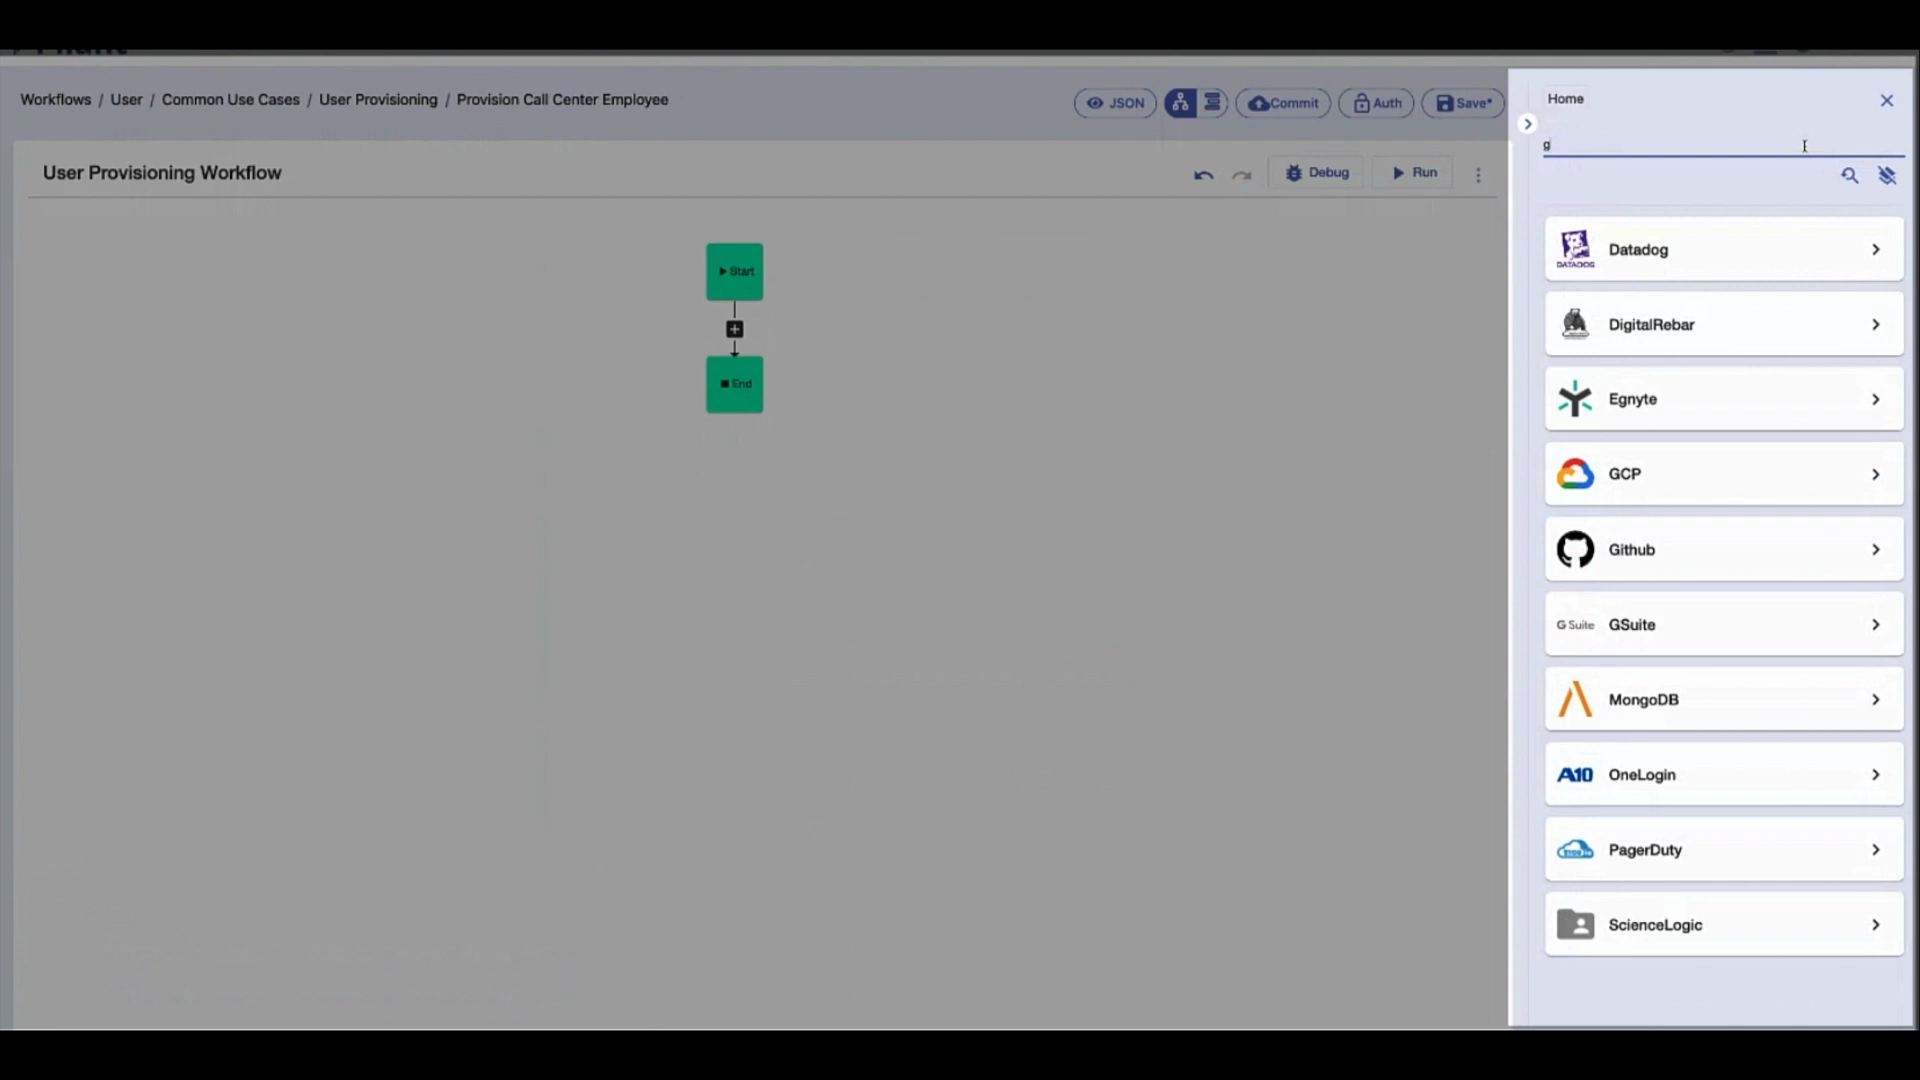 Workflows / User / Common Use Cases / User Provisioning / Provision Call Center Employee
JSON
Commit
Auth
Save*
User Provisioning Workflow
Debug
Run
Start
End
Home
g
DATADOG
Datadog
DigitalRebar
Egnyte
GCP
Github
G Suite
GSuite
MongoDB
A10
OneLogin
PagerDuty
ScienceLogic